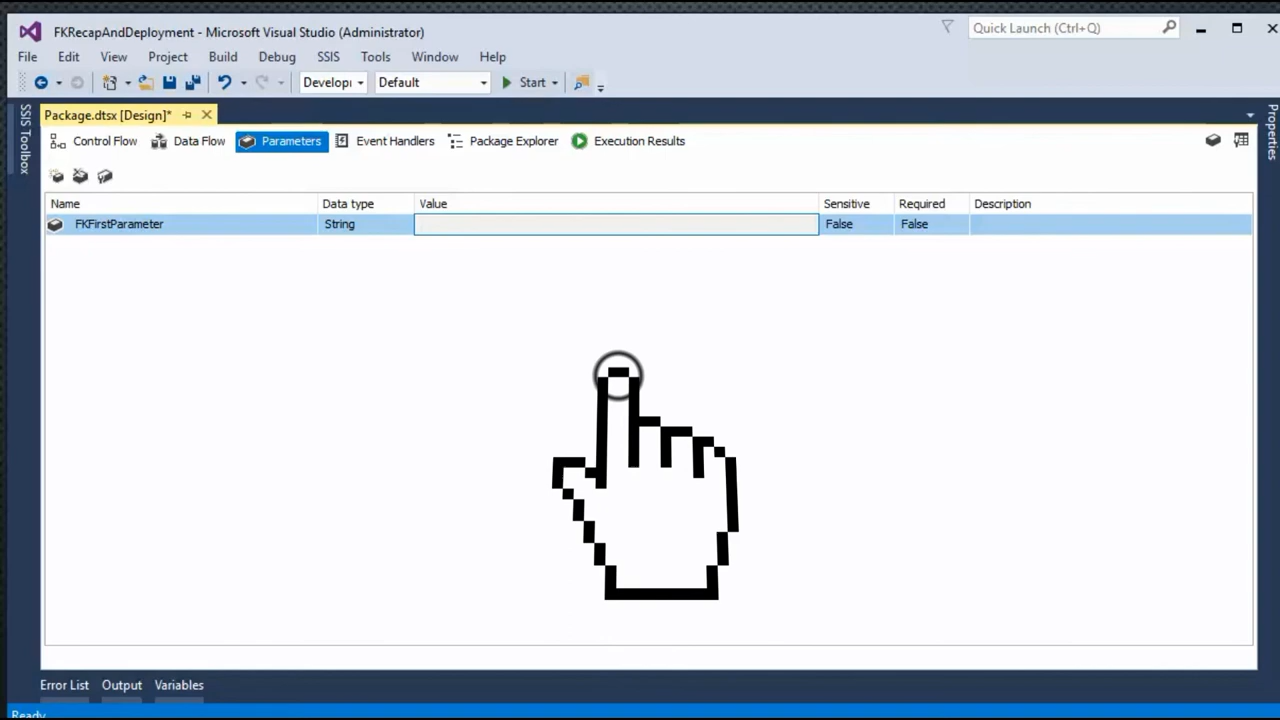 FKRecapAndDeployment - Microsoft Visual Studio (Administrator)
Quick Launch (Ctrl+Q)
File Edit View Project Build Debug SSIS Tools Window Help
Develop Default Start
Package.dtsx [Design]*
Control Flow Data Flow Parameters Event Handlers Package Explorer Execution Results
Name Data type Value Sensitive Required Description
FKFirstParameter String False False
SSIS Toolbox
Properties
Error List Output Variables
Ready